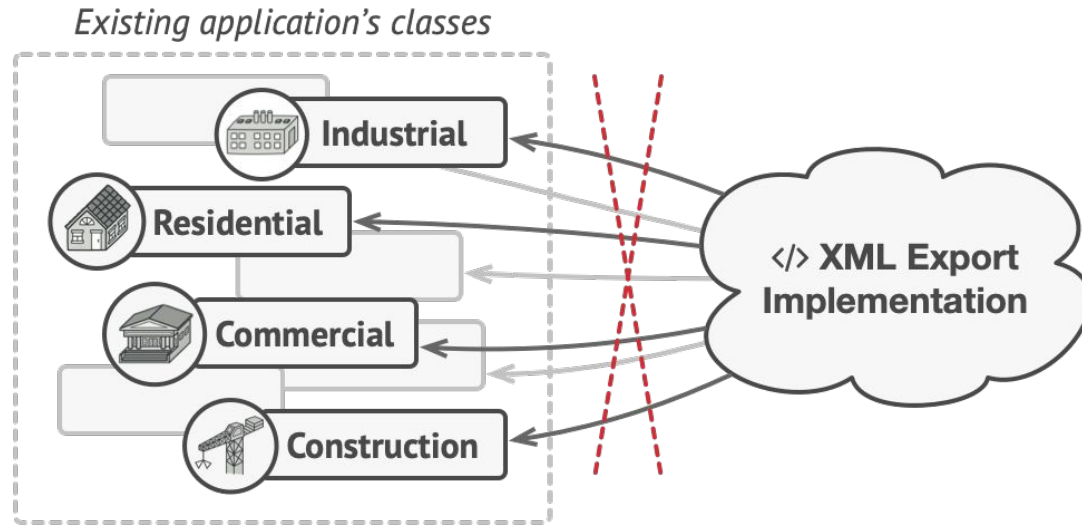 Existing application's classes
Industrial
Residential
Commercial
Construction
</> XML Export
Implementation